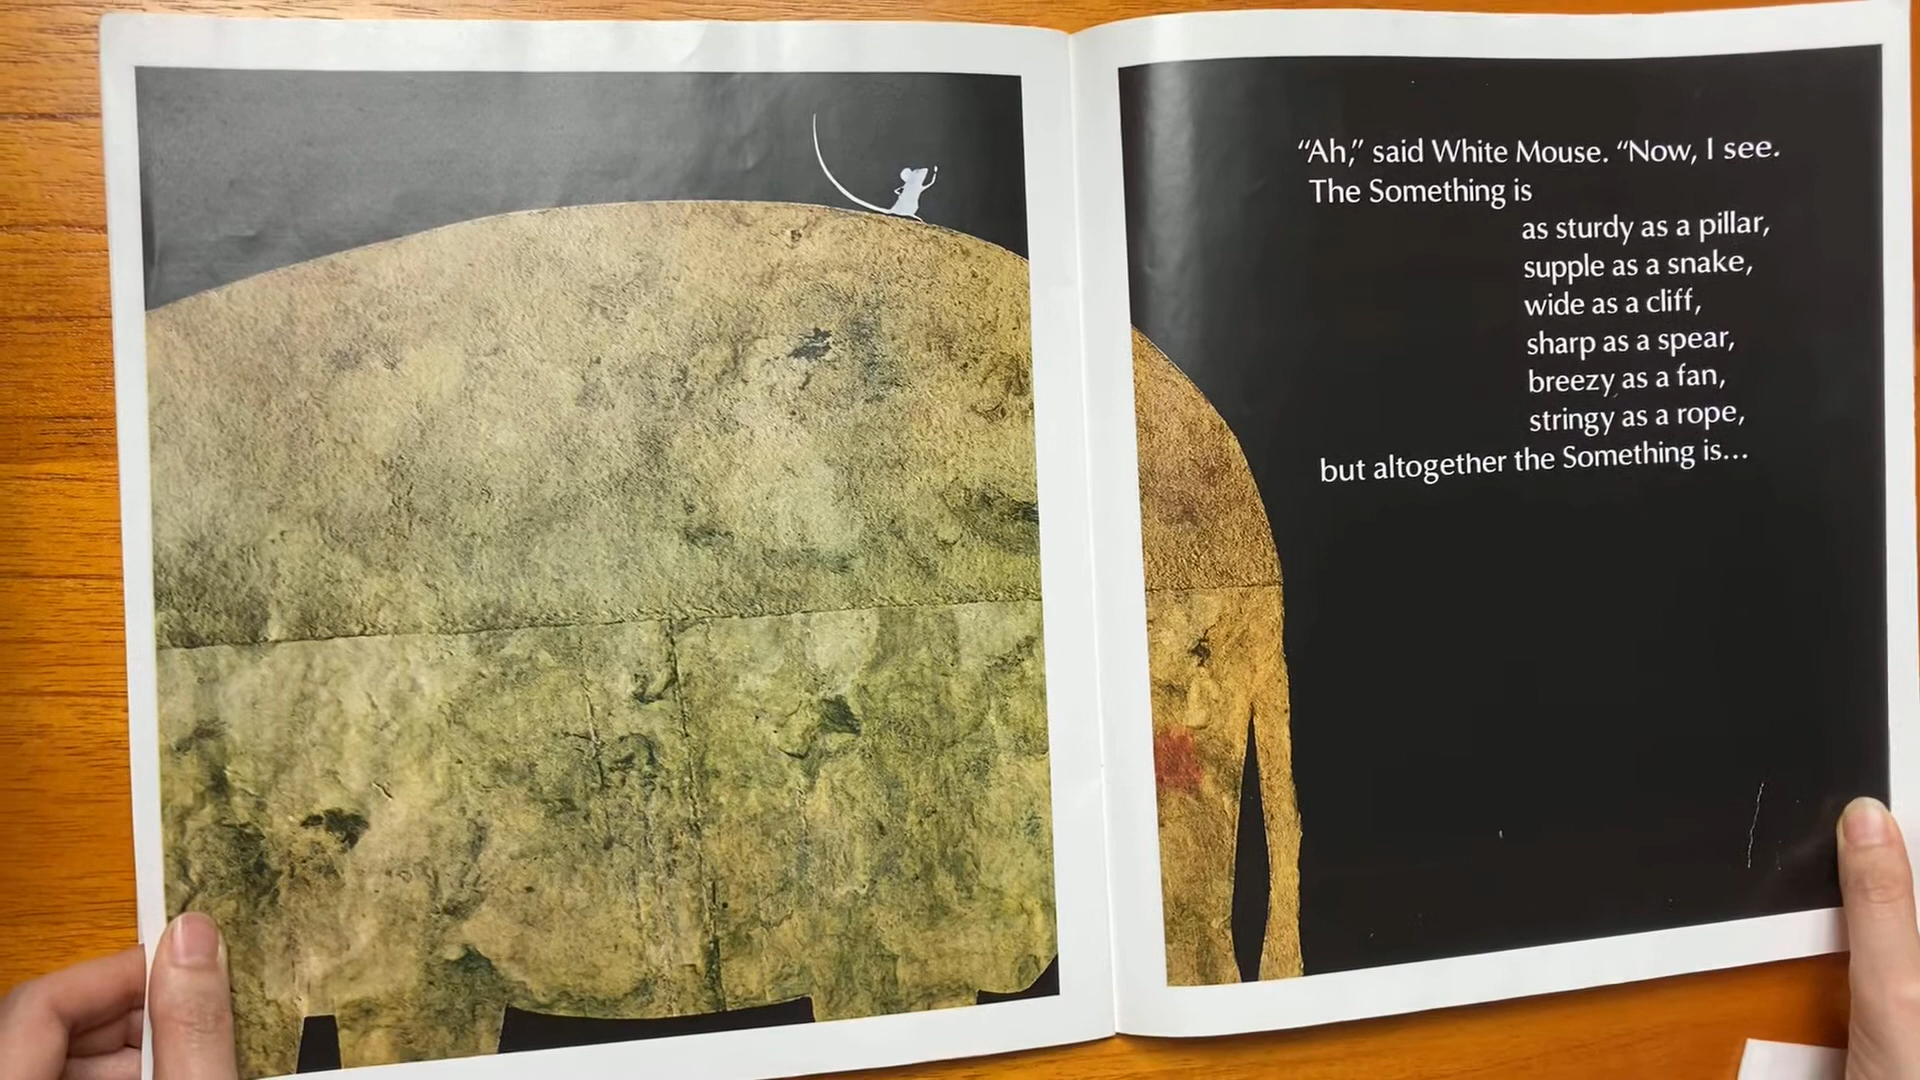 “Ah,” said White Mouse. “Now, I see.
The Something is
as sturdy as a pillar,
supple as a snake,
wide as a cliff,
sharp as a spear,
breezy as a fan,
stringy as a rope,
but altogether the Something is...